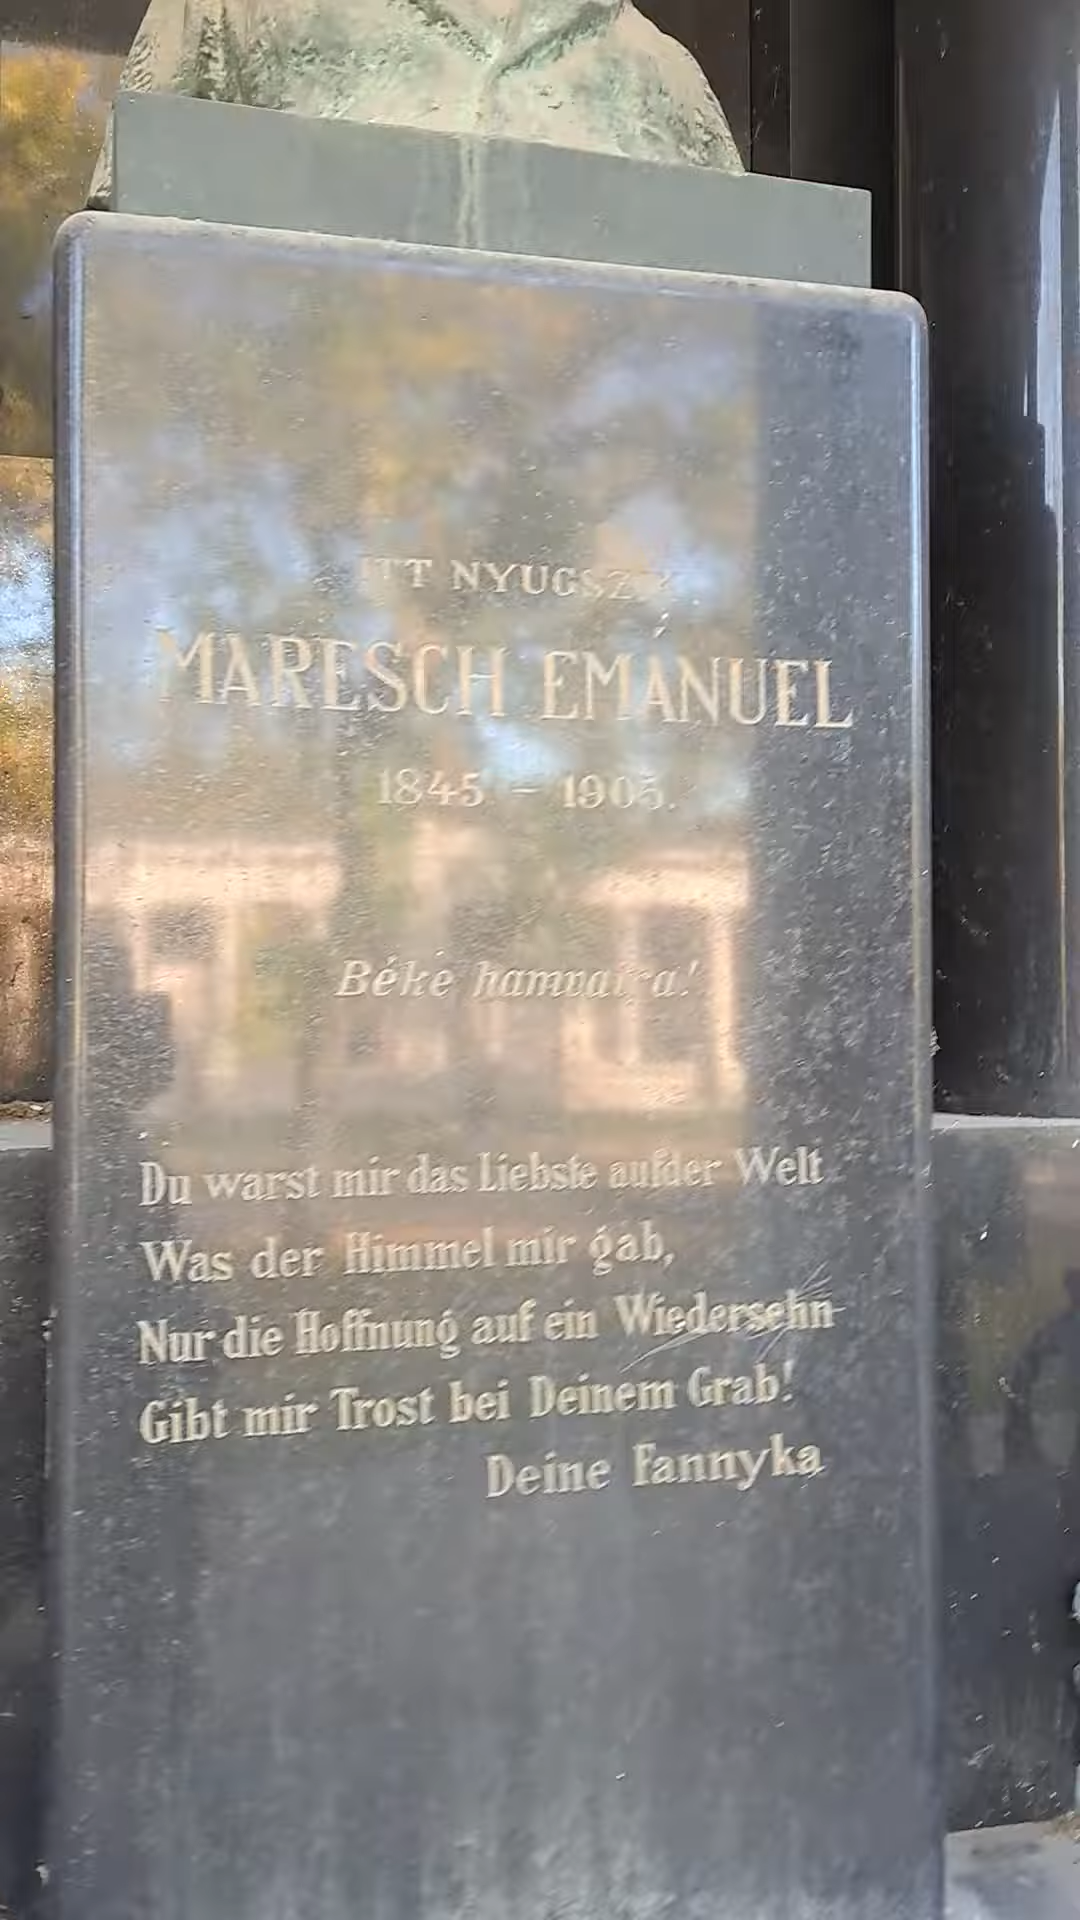 ITT NYUGSZIK
MARESCH EMÁNUEL
1845 - 1905.
Béke hamvaira!
Du warst mir das Liebste aufder Welt
Was der Himmel mir gab,
Nur die Hoffnung auf ein Wiedersehn
Gibt mir Trost bei Deinem Grab!
Deine Fannyka